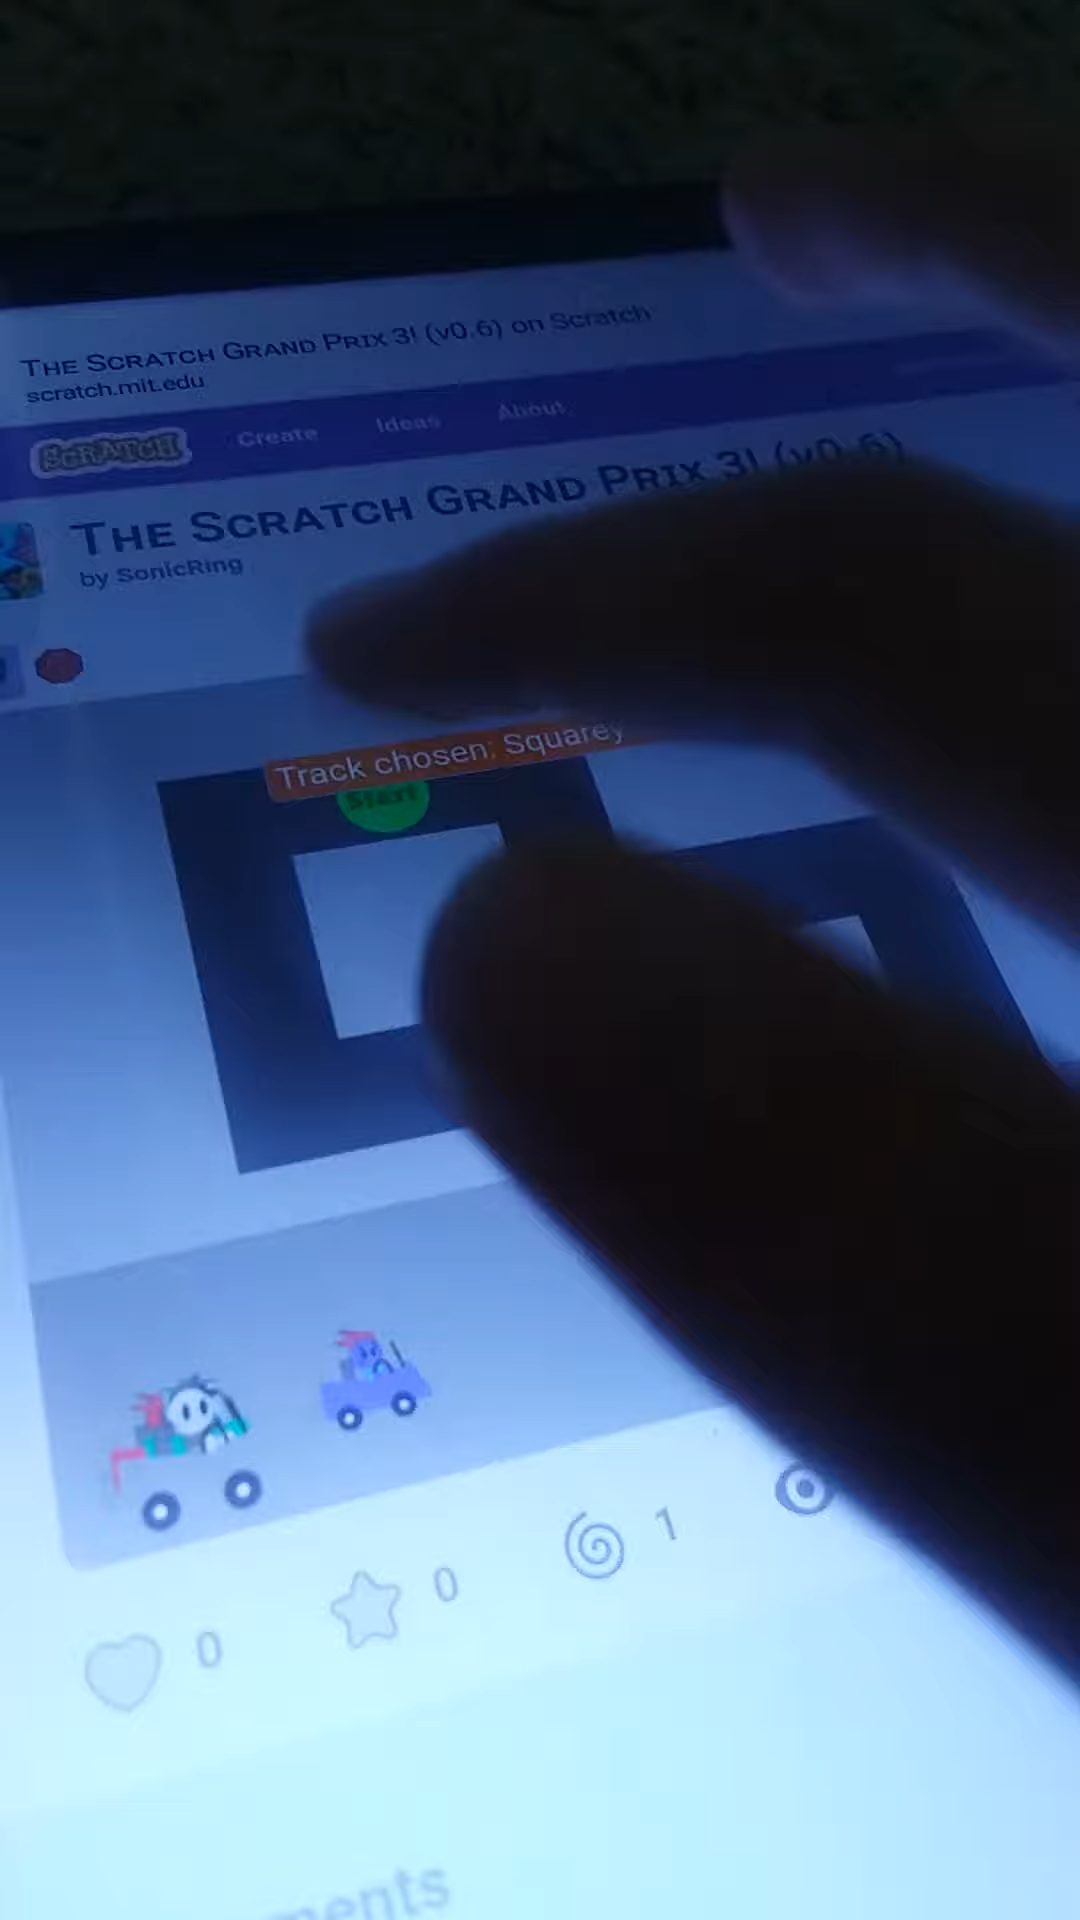 THE SCRATCH GRAND PRIX 3! (v0.6) on Scratch
scratch.mit.edu
SCRATCH Create Ideas About
THE SCRATCH GRAND PRIX 3! (v0.6)
by SonicRing
Track chosen: Squarey
Start
0 0 1